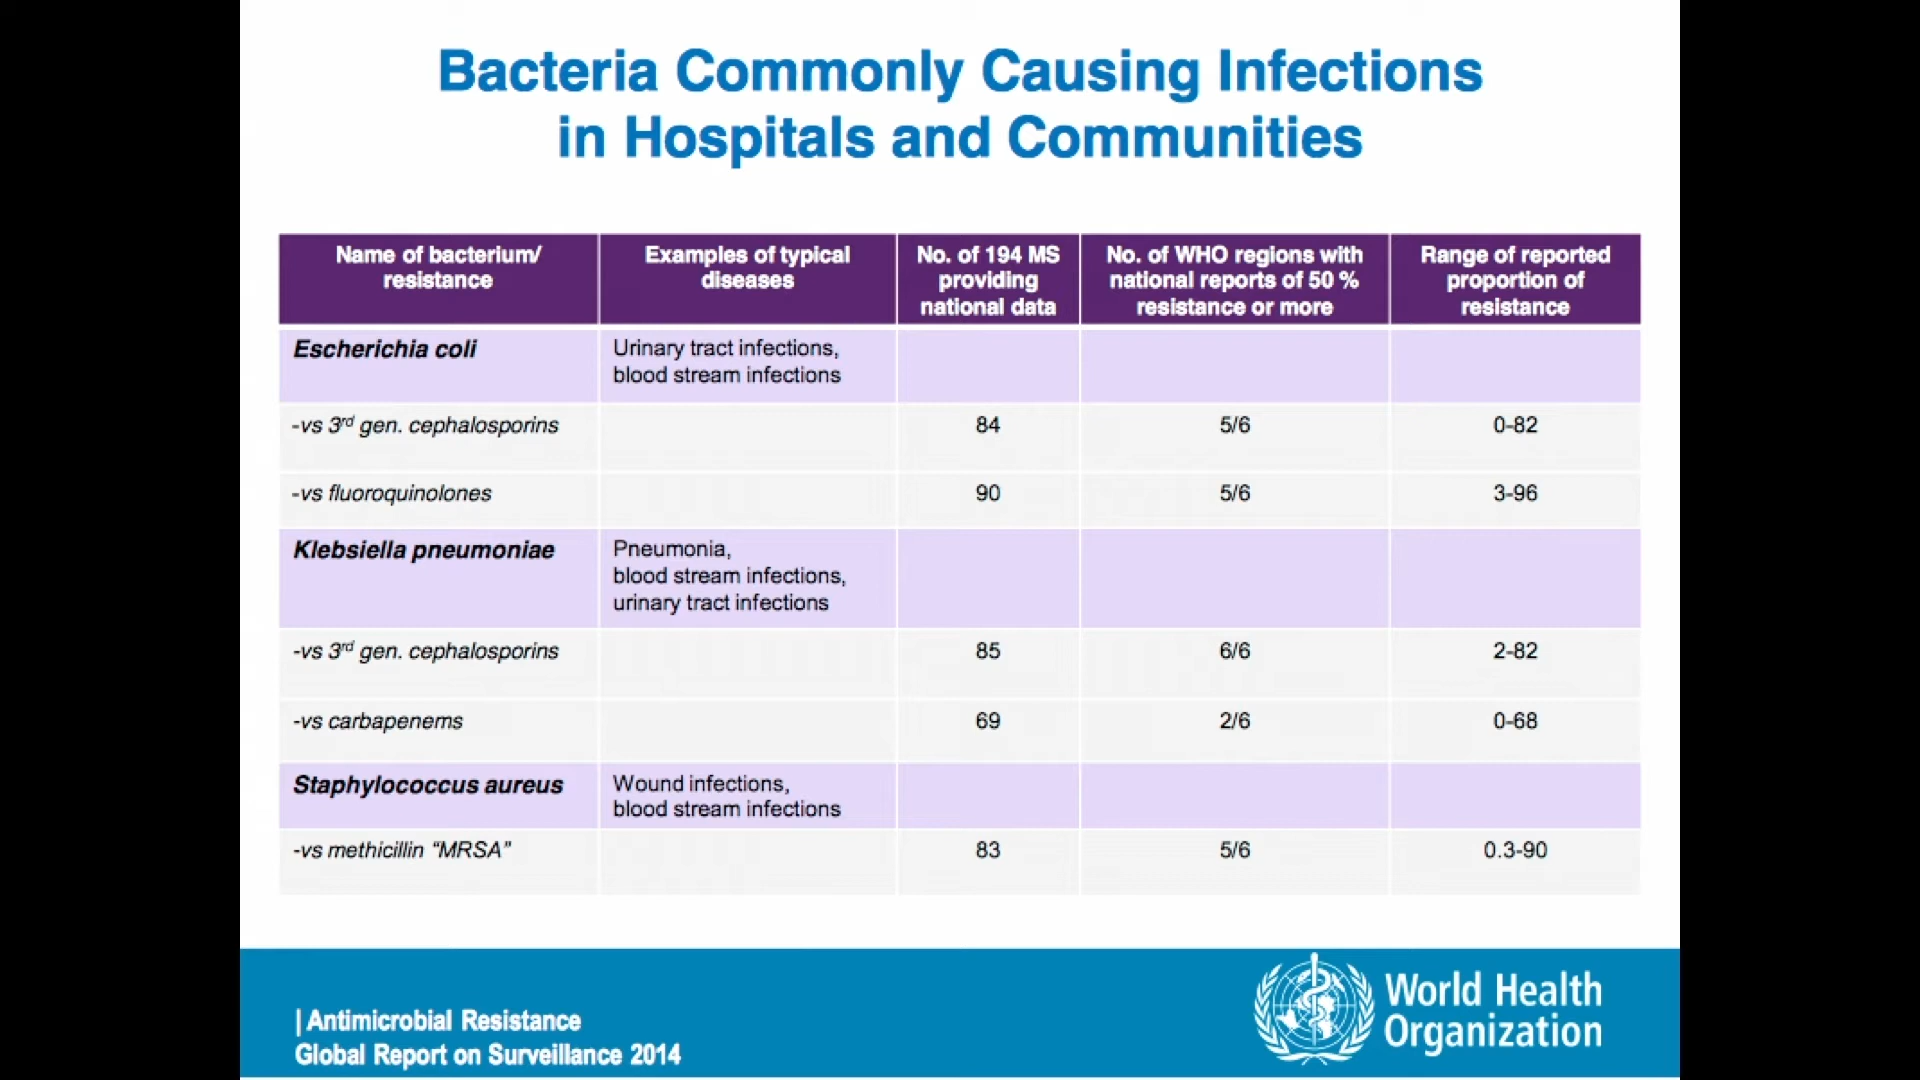 Bacteria Commonly Causing Infections
in Hospitals and Communities
Name of bacterium/
resistance
Examples of typical
diseases
No. of 194 MS
providing
national data
No. of WHO regions with
national reports of 50 %
resistance or more
Range of reported
proportion of
resistance
Escherichia coli
Urinary tract infections,
blood stream infections
-vs 3rd gen. cephalosporins
84
5/6
0-82
-vs fluoroquinolones
90
5/6
3-96
Klebsiella pneumoniae
Pneumonia,
blood stream infections,
urinary tract infections
-vs 3rd gen. cephalosporins
85
6/6
2-82
-vs carbapenems
69
2/6
0-68
Staphylococcus aureus
Wound infections,
blood stream infections
-vs methicillin “MRSA”
83
5/6
0.3-90
| Antimicrobial Resistance
Global Report on Surveillance 2014
World Health
Organization